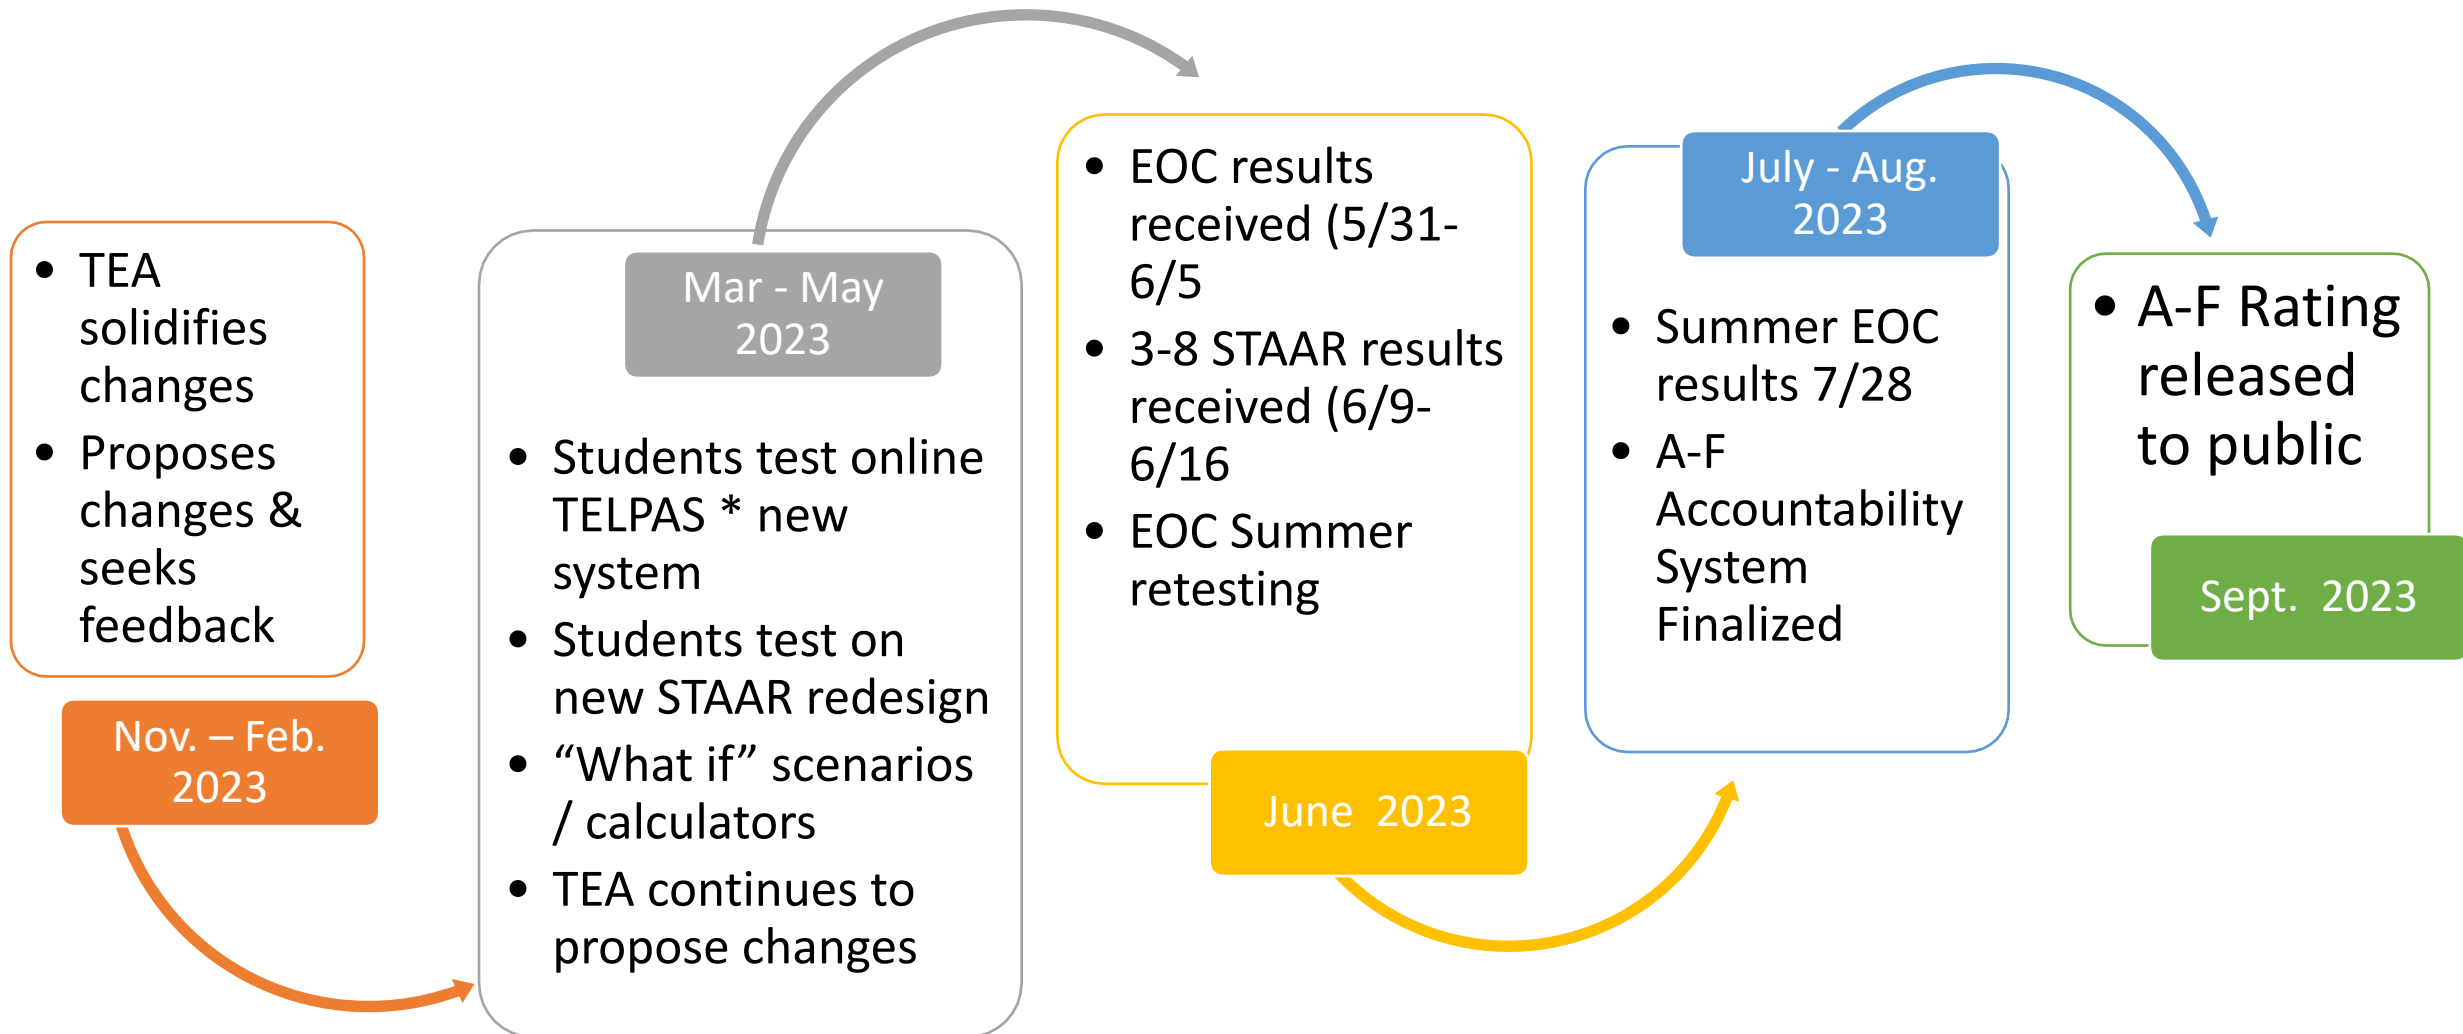 • TEA
solidifies
changes
• Proposes
changes &
seeks
feedback
Nov. – Feb.
2023
Mar - May
2023
• Students test online
TELPAS * new
system
• Students test on
new STAAR redesign
• “What if” scenarios
/ calculators
• TEA continues to
propose changes
• EOC results
received (5/31-
6/5
• 3-8 STAAR results
received (6/9-
6/16
• EOC Summer
retesting
June  2023
July - Aug.
2023
• Summer EOC
results 7/28
• A-F
Accountability
System
Finalized
• A-F Rating
released
to public
Sept.  2023